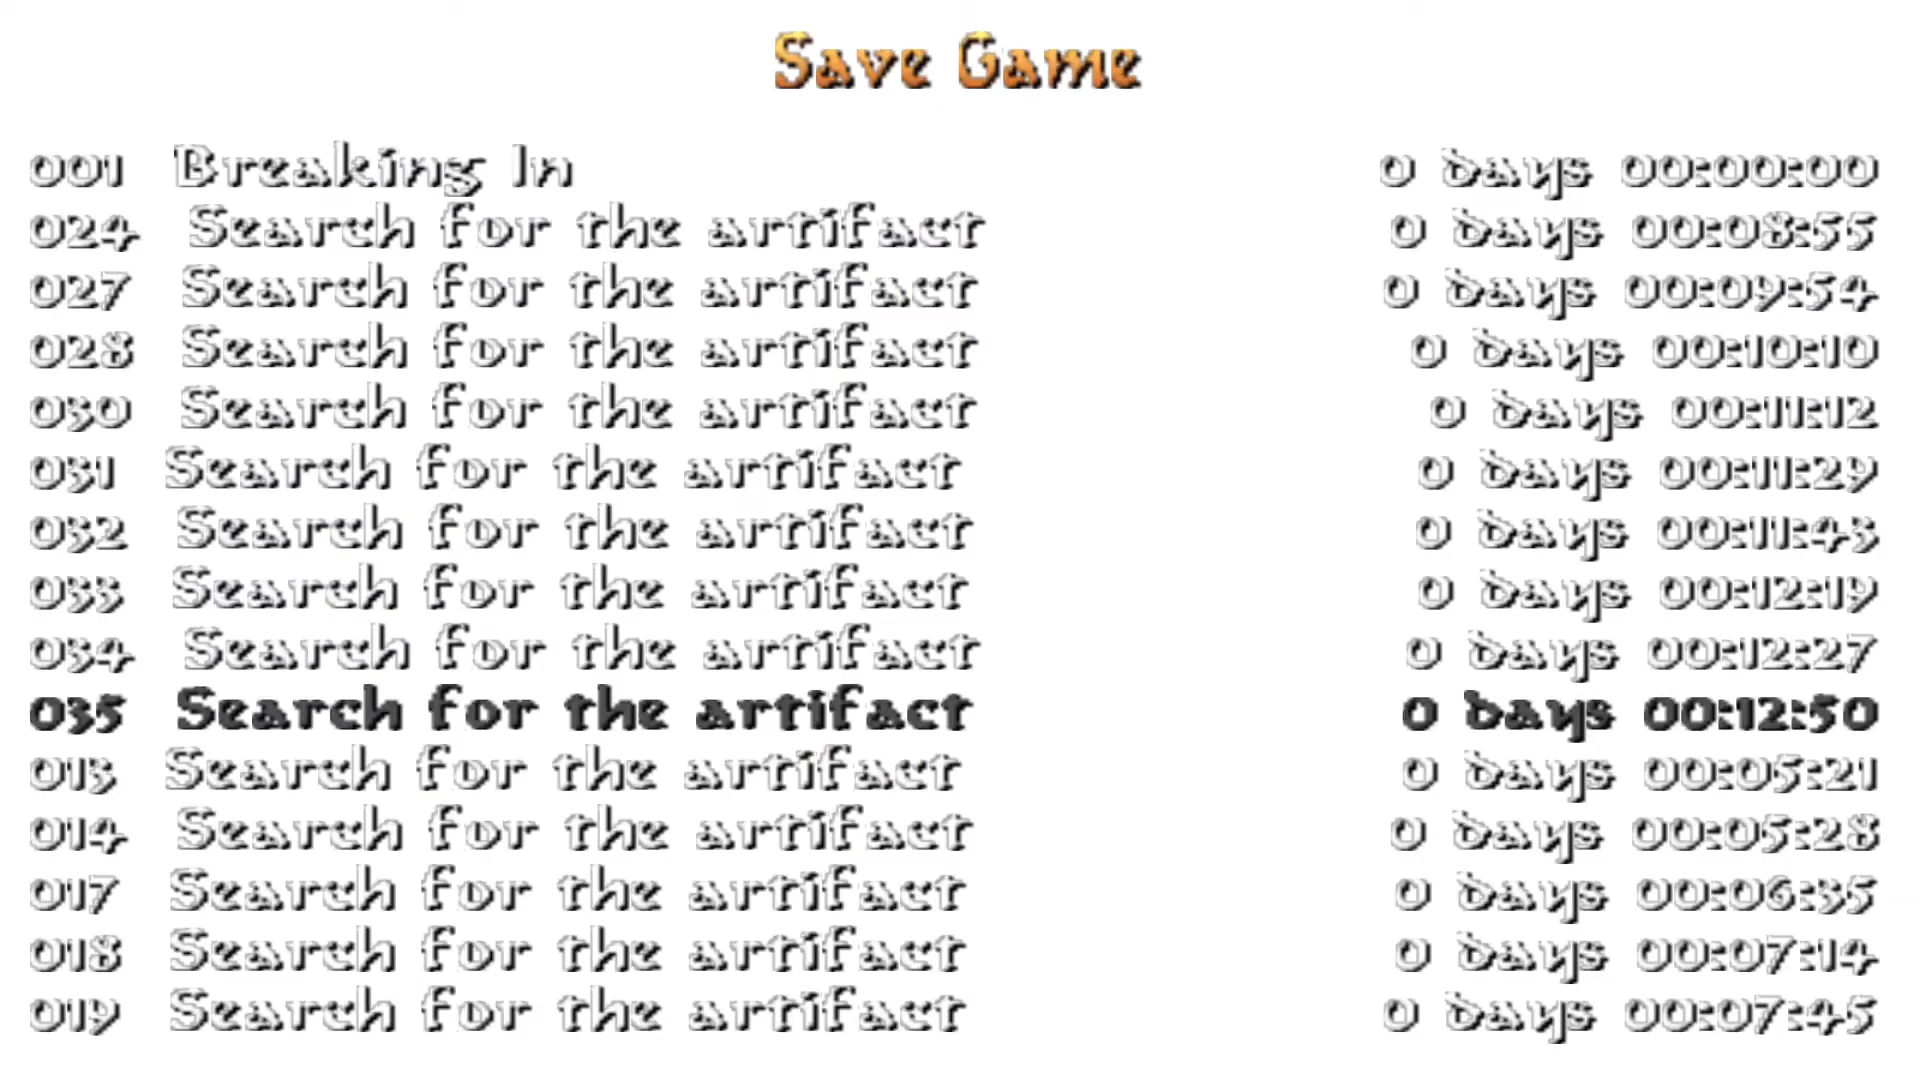 Save Game
001 Breaking In 0 days 00:00:00
024 Search for the artifact 0 days 00:08:55
027 Search for the artifact 0 days 00:09:54
028 Search for the artifact 0 days 00:10:10
030 Search for the artifact 0 days 00:11:12
031 Search for the artifact 0 days 00:11:29
032 Search for the artifact 0 days 00:11:43
033 Search for the artifact 0 days 00:12:19
034 Search for the artifact 0 days 00:12:27
035 Search for the artifact 0 days 00:12:50
013 Search for the artifact 0 days 00:05:21
014 Search for the artifact 0 days 00:05:28
017 Search for the artifact 0 days 00:06:35
018 Search for the artifact 0 days 00:07:14
019 Search for the artifact 0 days 00:07:45